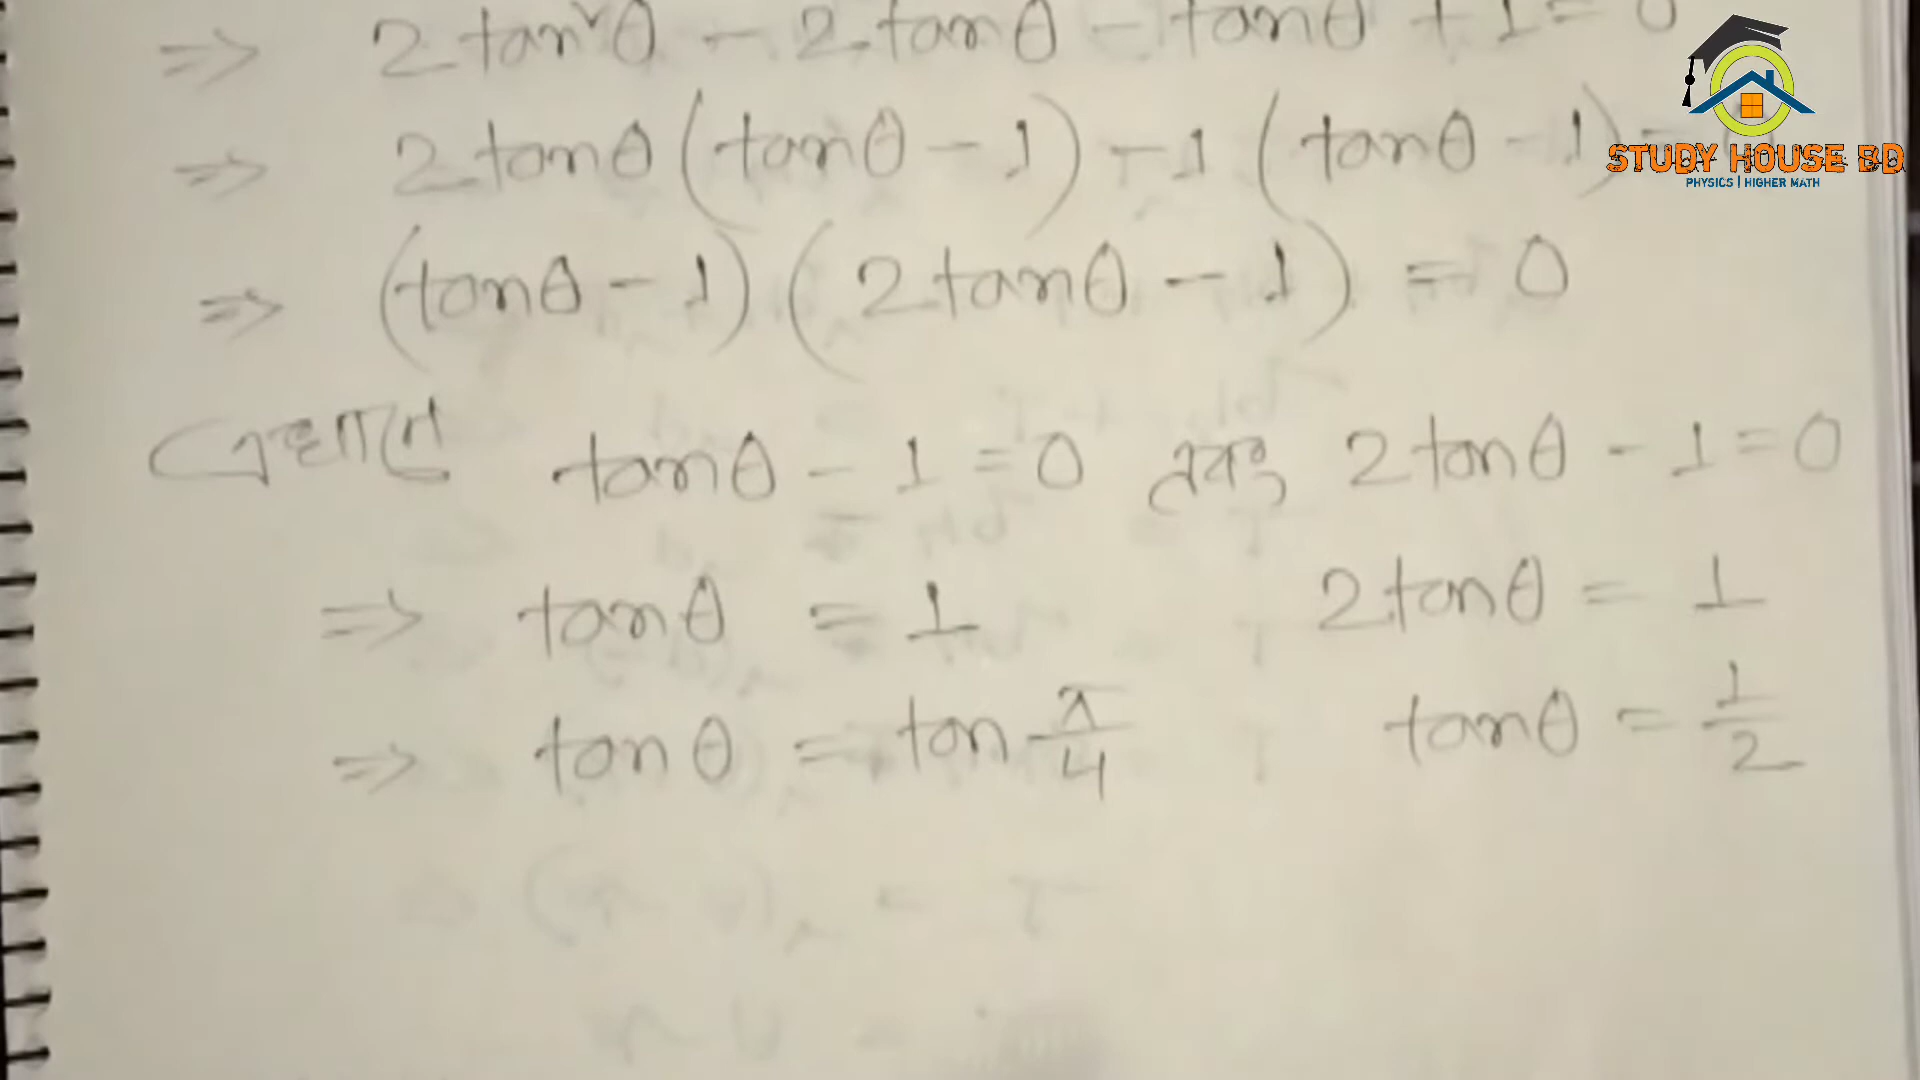 ⇒ 2tan²θ - 2tanθ - tanθ + 1 = 0
⇒ 2tanθ(tanθ - 1) - 1(tanθ - 1) =
⇒ (tanθ - 1)(2tanθ - 1) = 0
এখানে tanθ - 1 = 0 এবং 2tanθ - 1 = 0
⇒ tanθ = 1 2tanθ = 1
⇒ tanθ = tan π/4 tanθ = 1/2
STUDY HOUSE BD
PHYSICS | HIGHER MATH